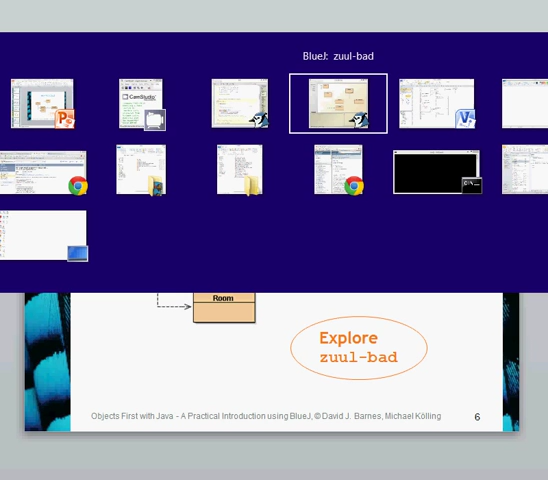 BlueJ: zuul-bad
CamStudio
Room
Explore
zuul-bad
Objects First with Java - A Practical Introduction using BlueJ, © David J. Barnes, Michael Kölling
6